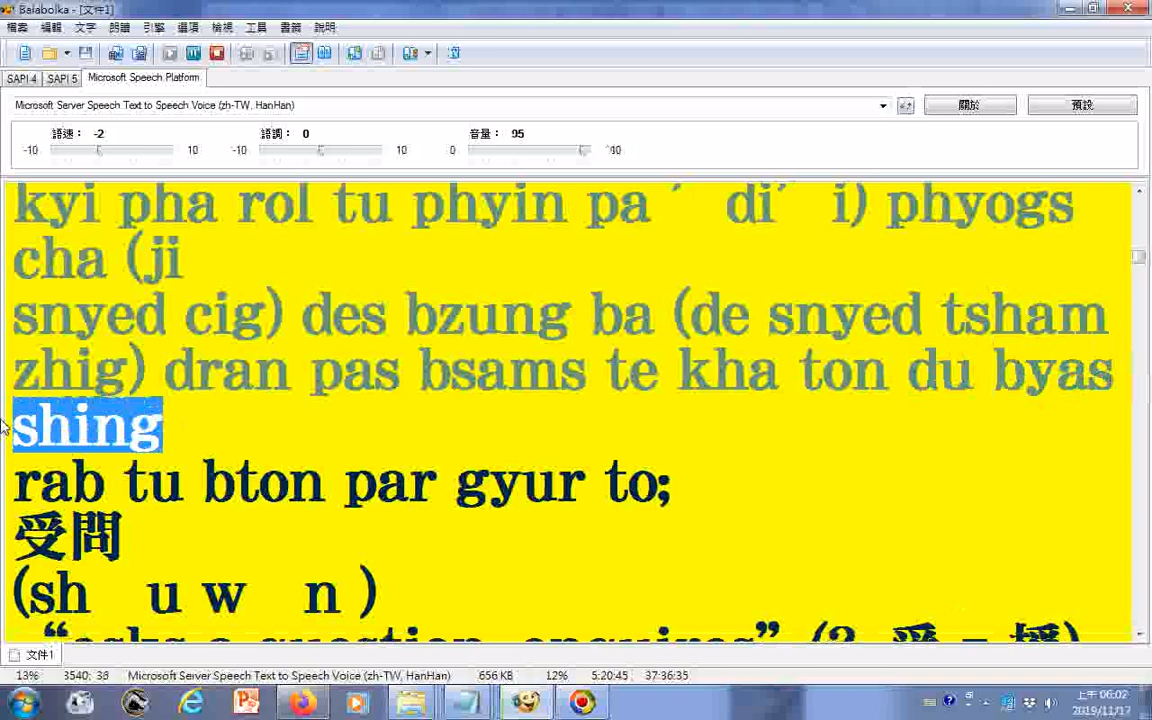 Balabolka - [文件1]
檔案 編輯 文字 朗讀 引擎 選項 檢視 工具 書籤 說明
SAPI 4 SAPI 5 Microsoft Speech Platform
Microsoft Server Speech Text to Speech Voice (zh-TW, HanHan)
關於 預設
語速： -2 語調： 0 音量： 95
-10 10 -10 10 0 100
kyi pha rol tu phyin pa ′ di′ i) phyogs
cha (ji
snyed cig) des bzung ba (de snyed tsham
zhig) dran pas bsams te kha ton du byas
shing
rab tu bton par gyur to;
受問
(sh u w n )
“asks a question, enquires” (? 受 = 播)
文件1
13% 3540; 38 Microsoft Server Speech Text to Speech Voice (zh-TW, HanHan) 656 KB 12% 5:20:45 37:36:35
上午 06:02
2019/11/17